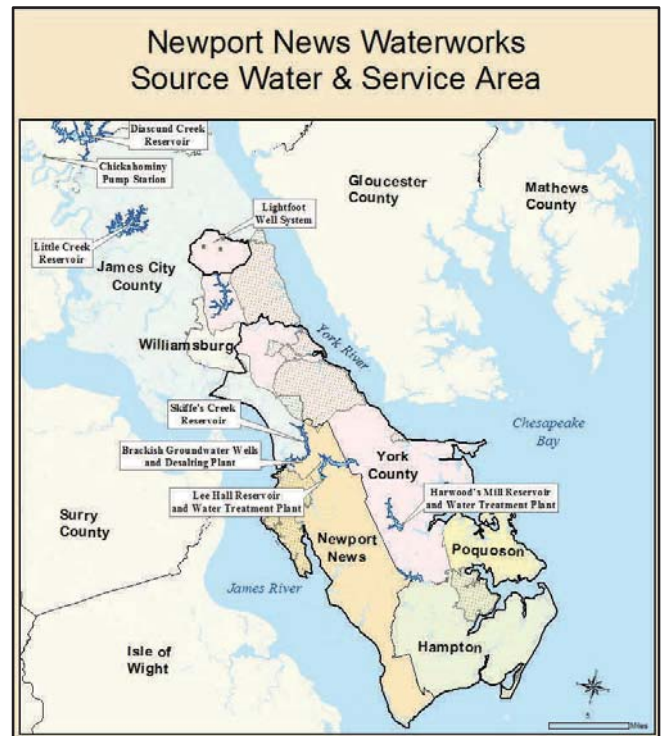 Newport News Waterworks
Source Water & Service Area
Diascund Creek
Reservoir
Chickahominy
Pump Station
Gloucester
County
Mathews
County
Lightfoot
Well System
Little Creek
Reservoir
James City
County
York River
Williamsburg
Skiffe's Creek
Reservoir
Chesapeake
Bay
Brackish Groundwater Wells
and Desalting Plant
York
County
Lee Hall Reservoir
and Water Treatment Plant
Harwood's Mill Reservoir
and Water Treatment Plant
Surry
County
Newport
News
Poquoson
James River
Hampton
Isle of
Wight
Miles